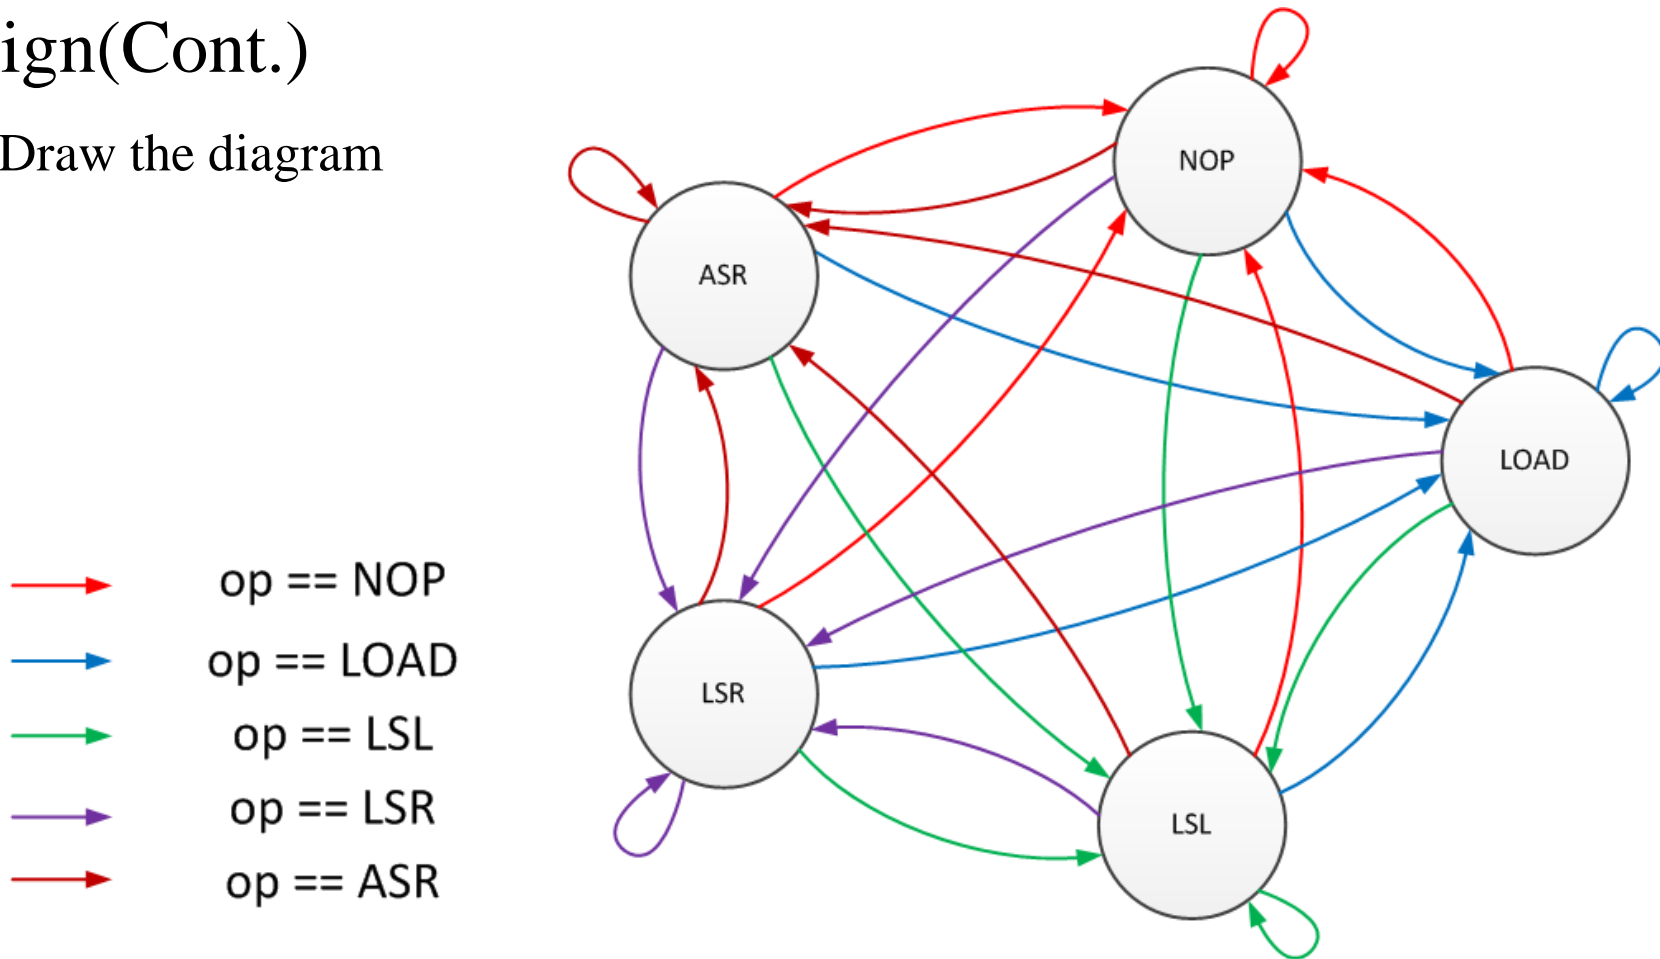 ign(Cont.)
Draw the diagram
NOP
ASR
LOAD
LSR
LSL
op == NOP
op == LOAD
op == LSL
op == LSR
op == ASR